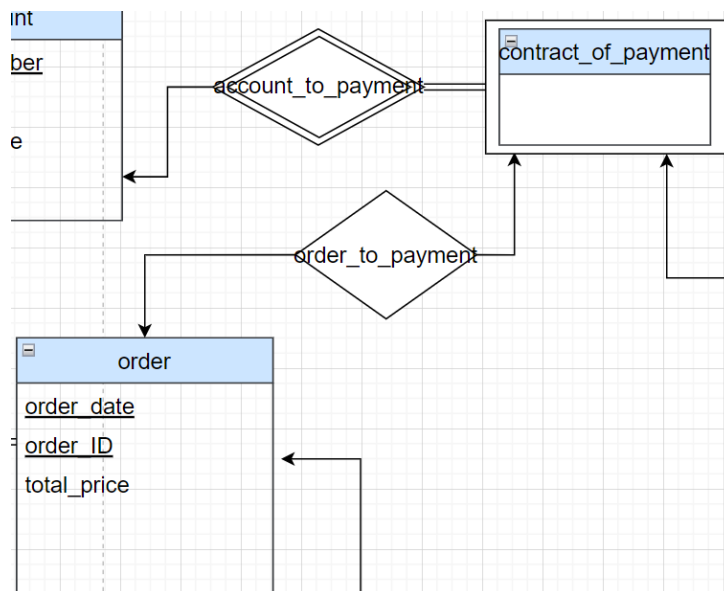 nt
ber
e
account_to_payment
contract_of_payment
order_to_payment
order
order_date
order_ID
total_price